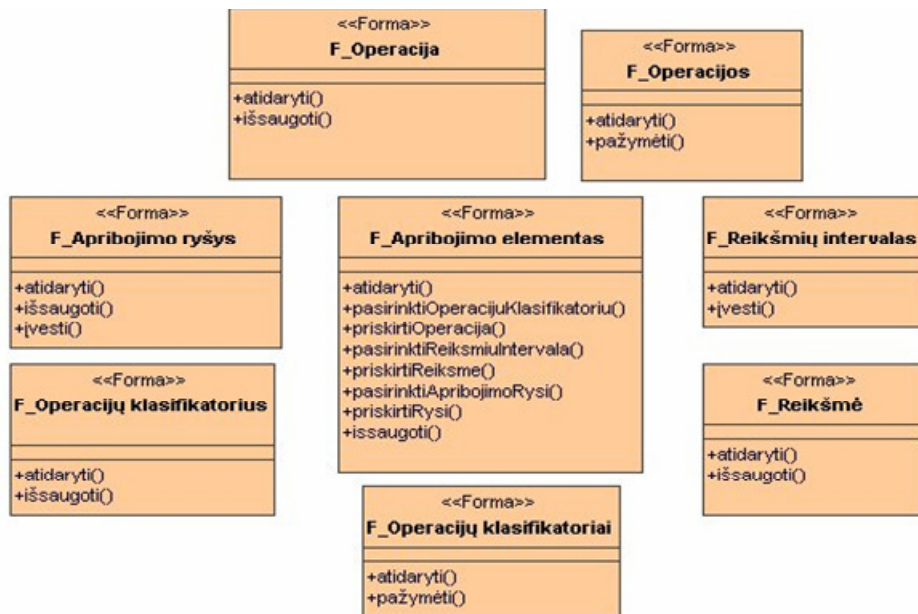 <<Forma>>
F_Operacija
+atidaryti()
+išsaugoti()
<<Forma>>
F_Operacijos
+atidaryti()
+pažymėti()
<<Forma>>
F_Apribojimo ryšys
+atidaryti()
+išsaugoti()
+įvesti()
<<Forma>>
F_Apribojimo elementas
+atidaryti()
+pasirinktiOperacijuKlasifikatoriu()
+priskirtiOperacija()
+pasirinktiReiksmiuIntervala()
+priskirtiReiksme()
+pasirinktiApribojimoRysi()
+priskirtiRysi()
+issaugoti()
<<Forma>>
F_Reikšmių intervalas
+atidaryti()
+įvesti()
<<Forma>>
F_Operacijų klasifikatorius
+atidaryti()
+išsaugoti()
<<Forma>>
F_Reikšmė
+atidaryti()
+išsaugoti()
<<Forma>>
F_Operacijų klasifikatoriai
+atidaryti()
+pažymėti()